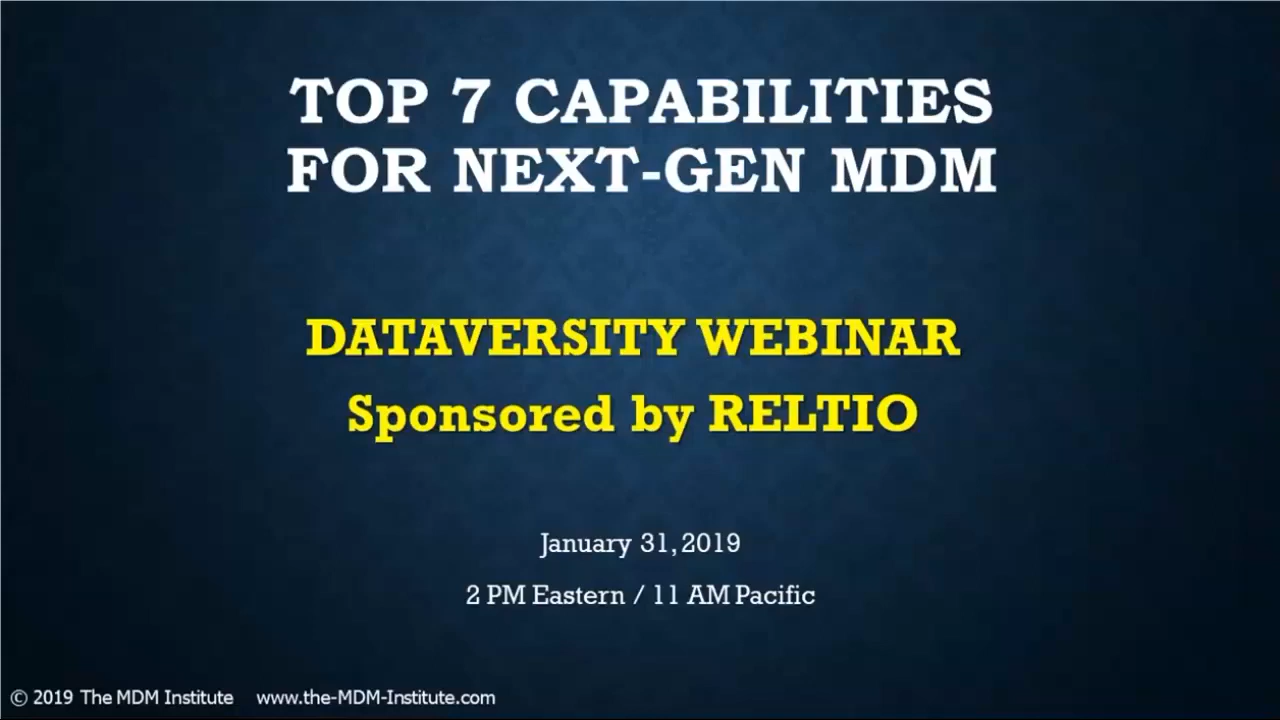 TOP 7 CAPABILITIES
FOR NEXT-GEN MDM
DATAVERSITY WEBINAR
Sponsored by RELTIO
January 31, 2019
2 PM Eastern / 11 AM Pacific
© 2019 The MDM Institute www.the-MDM-Institute.com